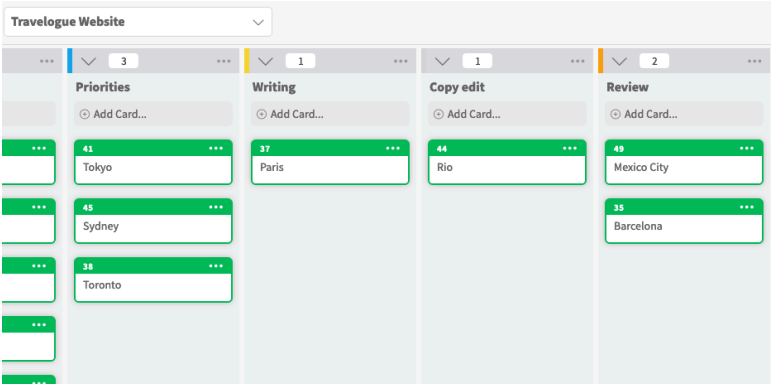 Travelogue Website
3
Priorities
Add Card...
41
Tokyo
45
Sydney
38
Toronto
1
Writing
Add Card...
37
Paris
1
Copy edit
Add Card...
44
Rio
2
Review
Add Card...
49
Mexico City
35
Barcelona